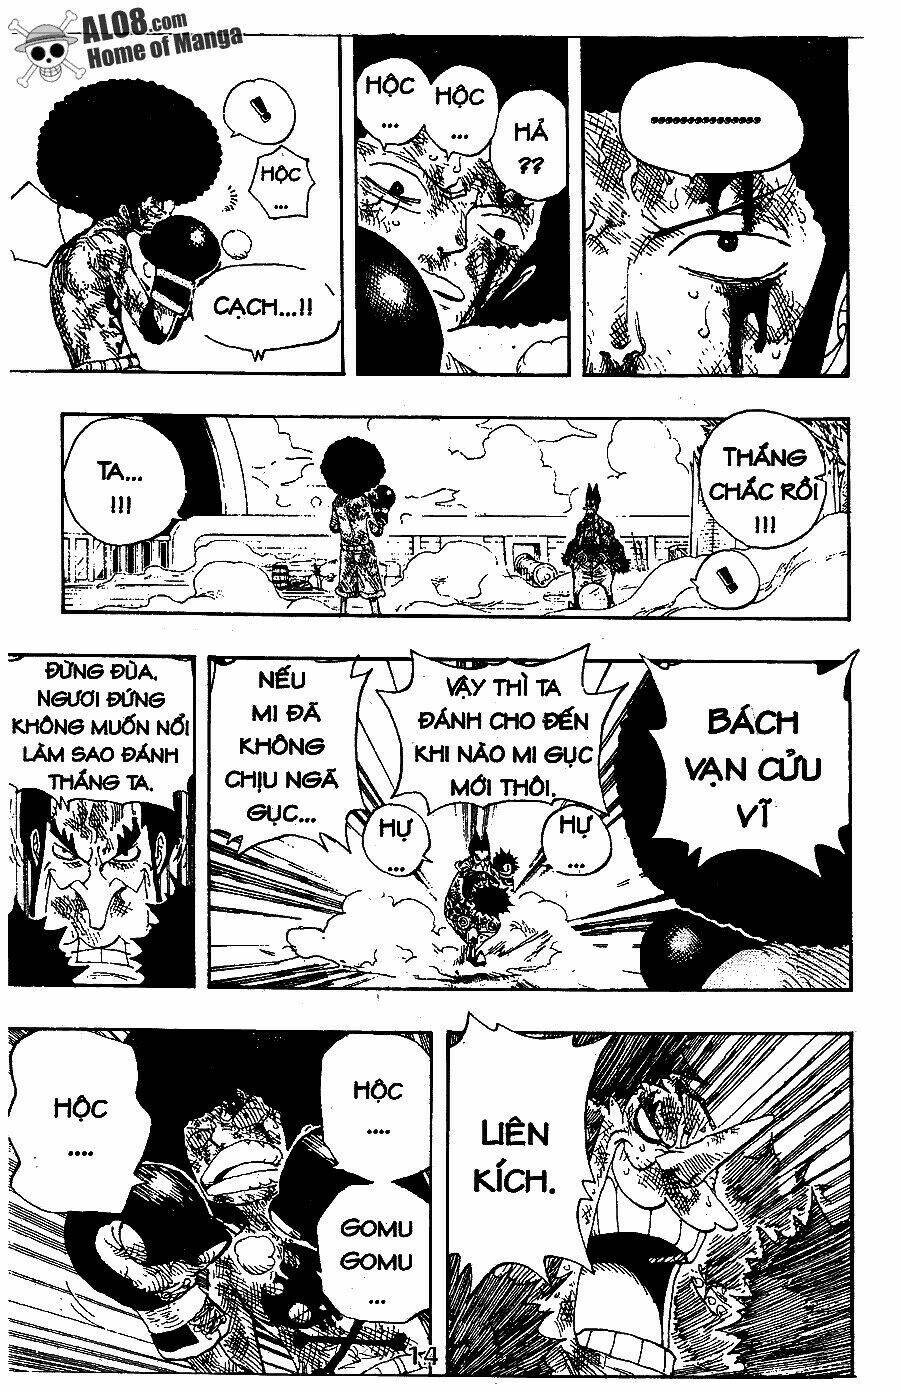 AL08.com
Home of Manga
..............
HỘC
...
HỘC
...
HẢ
??
!
HỘC
...
CẠCH...!!
THẮNG
CHẮC RỒI
!!!
!
TA...
!!!
BÁCH
VẠN CỬU
VĨ
VẬY THÌ TA
ĐÁNH CHO ĐẾN
KHI NÀO MI GỤC
MỚI THÔI.
NẾU
MI ĐÃ
KHÔNG
CHỊU NGÃ
GỤC...
HỰ
...
HỰ
...
ĐỪNG ĐÙA.
NGƯƠI ĐỨNG
KHÔNG MUỐN NỔI
LÀM SAO ĐÁNH
THẮNG TA.
LIÊN
KÍCH.
HỘC
....
GOMU
GOMU
...
HỘC
....
14